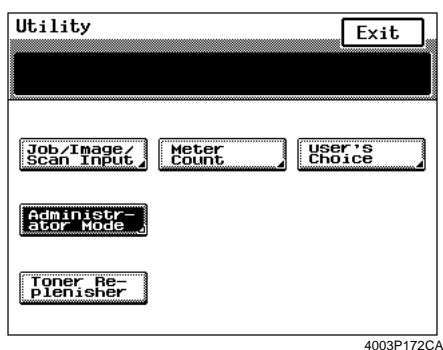 Utility
Exit
Job/Image/
Scan Input
Meter
Count
User's
Choice
Administr-
ator Mode
Toner Re-
plenisher
4003P172CA